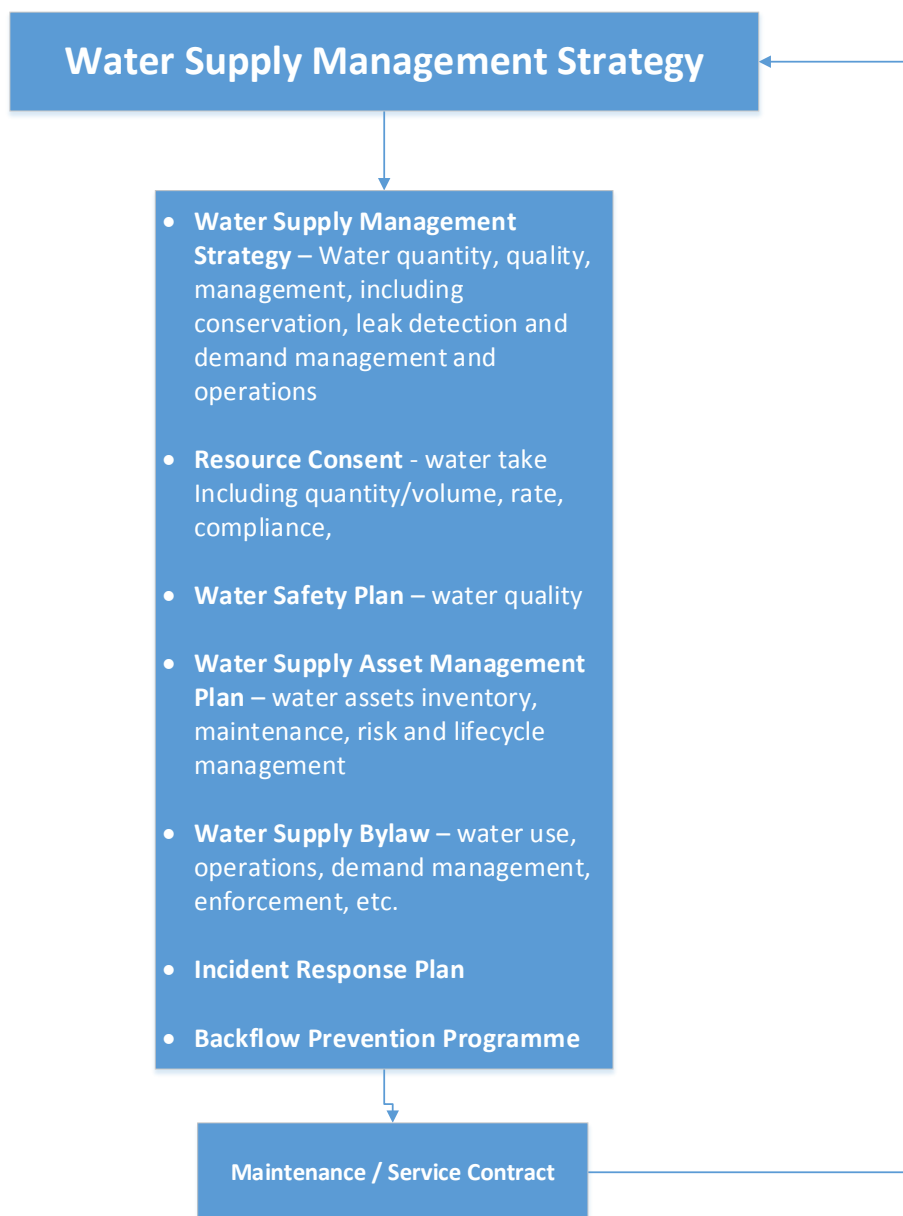 Water Supply Management Strategy
• Water Supply Management
Strategy – Water quantity, quality,
management, including
conservation, leak detection and
demand management and
operations
• Resource Consent - water take
Including quantity/volume, rate,
compliance,
• Water Safety Plan – water quality
• Water Supply Asset Management
Plan – water assets inventory,
maintenance, risk and lifecycle
management
• Water Supply Bylaw – water use,
operations, demand management,
enforcement, etc.
• Incident Response Plan
• Backflow Prevention Programme
Maintenance / Service Contract